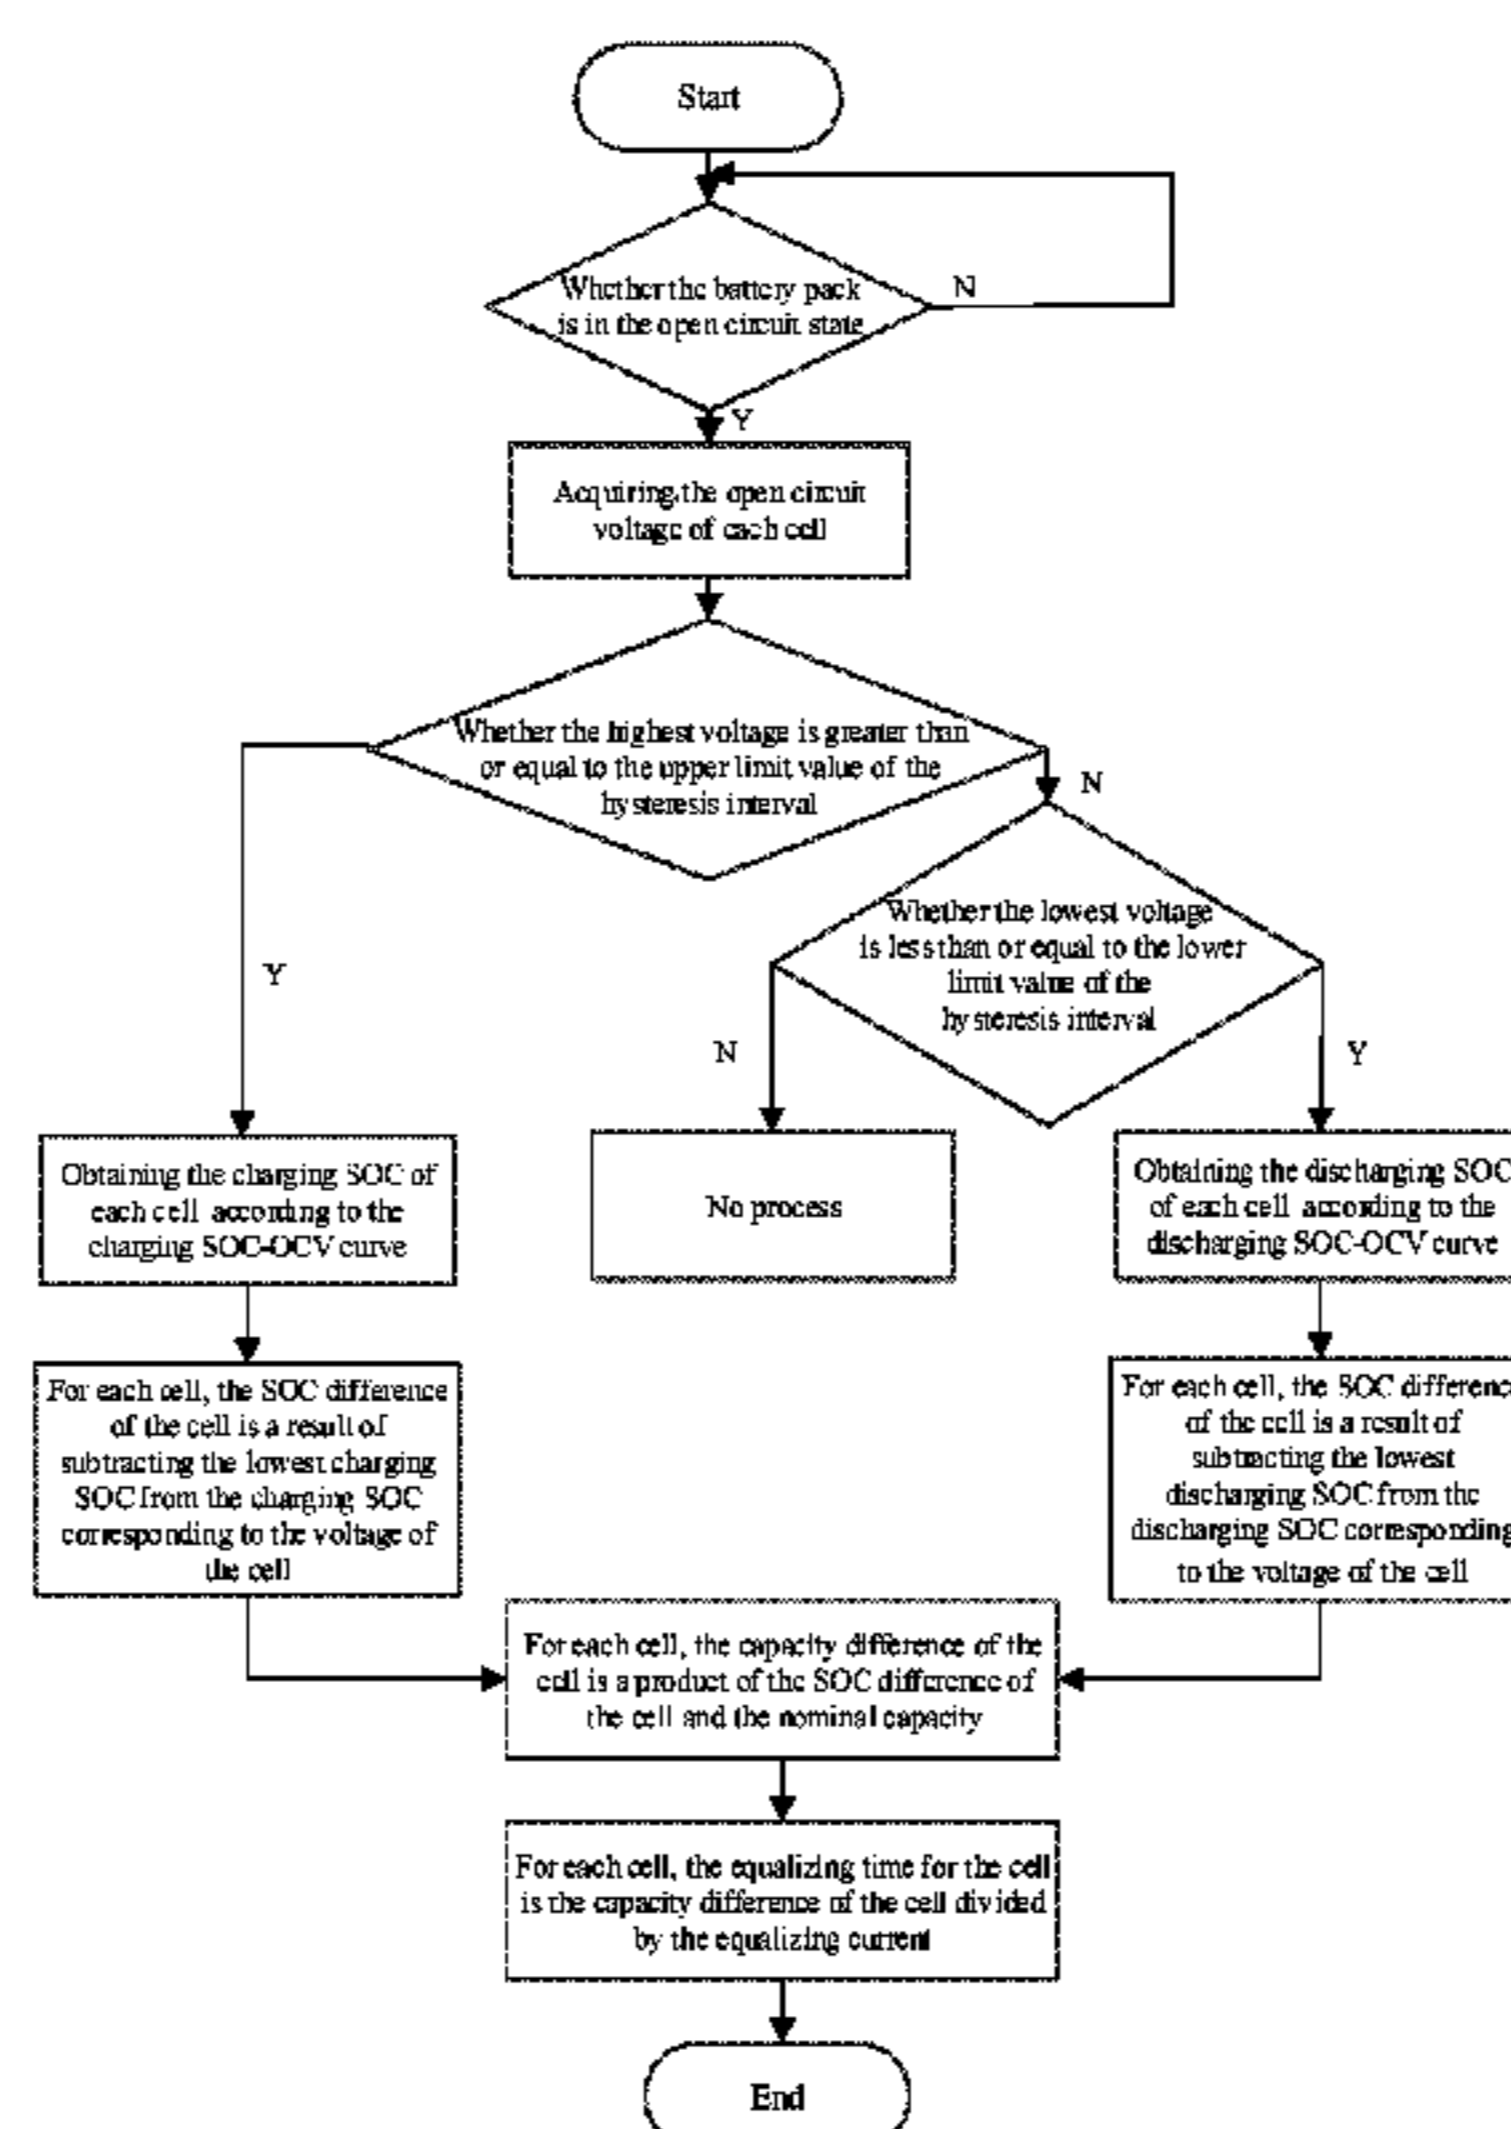 Start
Whether the battery pack
is in the open circuit state
N
Y
Acquiring the open circuit
voltage of each cell
Whether the highest voltage is greater than
or equal to the upper limit value of the
hysteresis interval
N
Y
Whether the lowest voltage
is less than or equal to the lower
limit value of the
hysteresis interval
N
Y
Obtaining the charging SOC of
each cell according to the
charging SOC-OCV curve
No process
Obtaining the discharging SOC
of each cell according to the
discharging SOC-OCV curve
For each cell, the SOC difference
of the cell is a result of
subtracting the lowest charging
SOC from the charging SOC
corresponding to the voltage of
the cell
For each cell, the SOC differenc
of the cell is a result of
subtracting the lowest
discharging SOC from the
discharging SOC corresponding
to the voltage of the cell
For each cell, the capacity difference of the
cell is a product of the SOC difference of
the cell and the nominal capacity
For each cell, the equalizing time for the cell
is the capacity difference of the cell divided
by the equalizing current
End